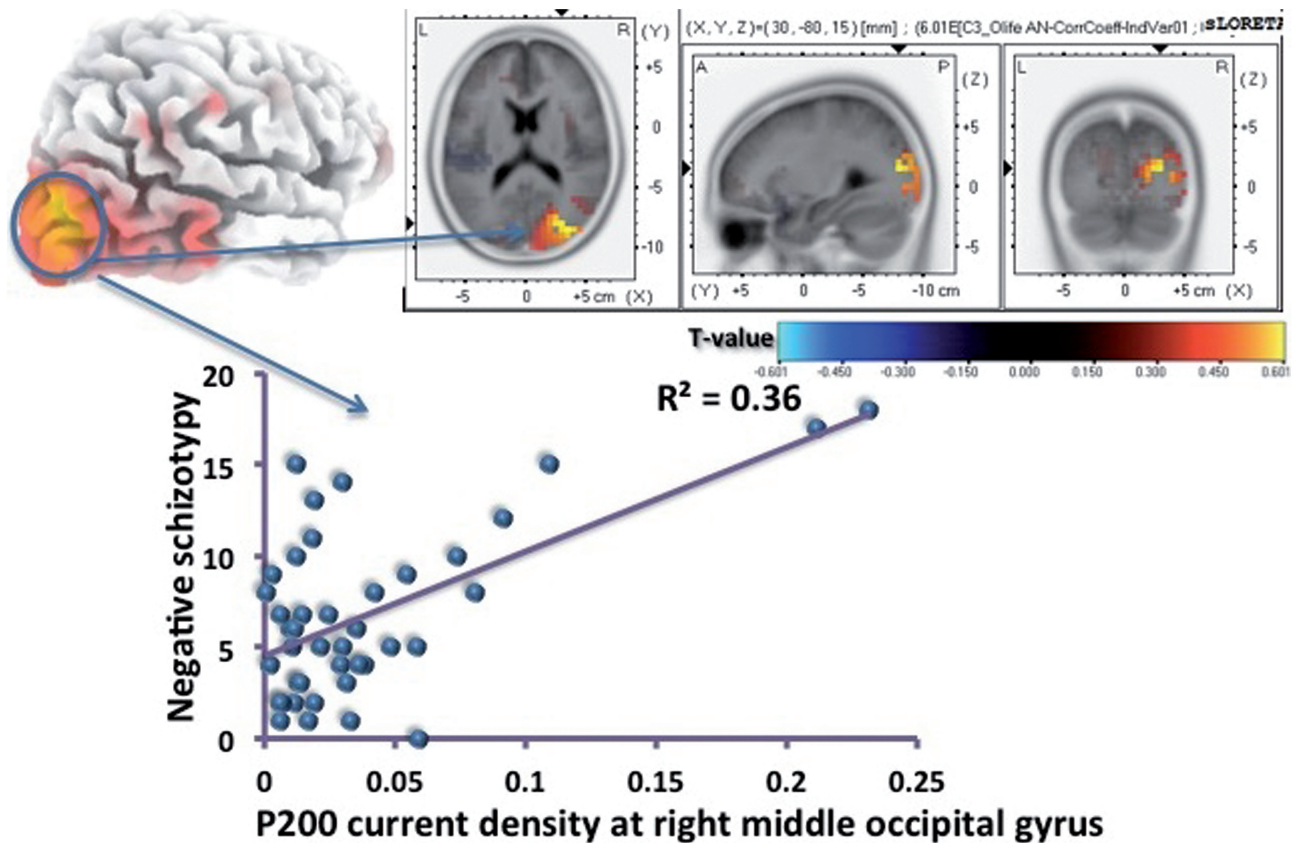 L R (Y)
(X, Y, Z)=(30, -80, 15) [mm] ; (6.01E[C3_Olife AN-CorrCoeff-IndVar01 ; sLORETA
A P (Z)
L R (Z)
+5 0 -5 -10
+5 0 -5
+5 0 -5
-5 0 +5 cm (X)
(Y) +5 0 -5 -10 cm
-5 0 +5 cm (X)
T-value
-0.601 -0.450 -0.300 -0.150 0.000 0.150 0.300 0.450 0.601
R² = 0.36
Negative schizotypy
20
15
10
5
0
0 0.05 0.1 0.15 0.2 0.25
P200 current density at right middle occipital gyrus